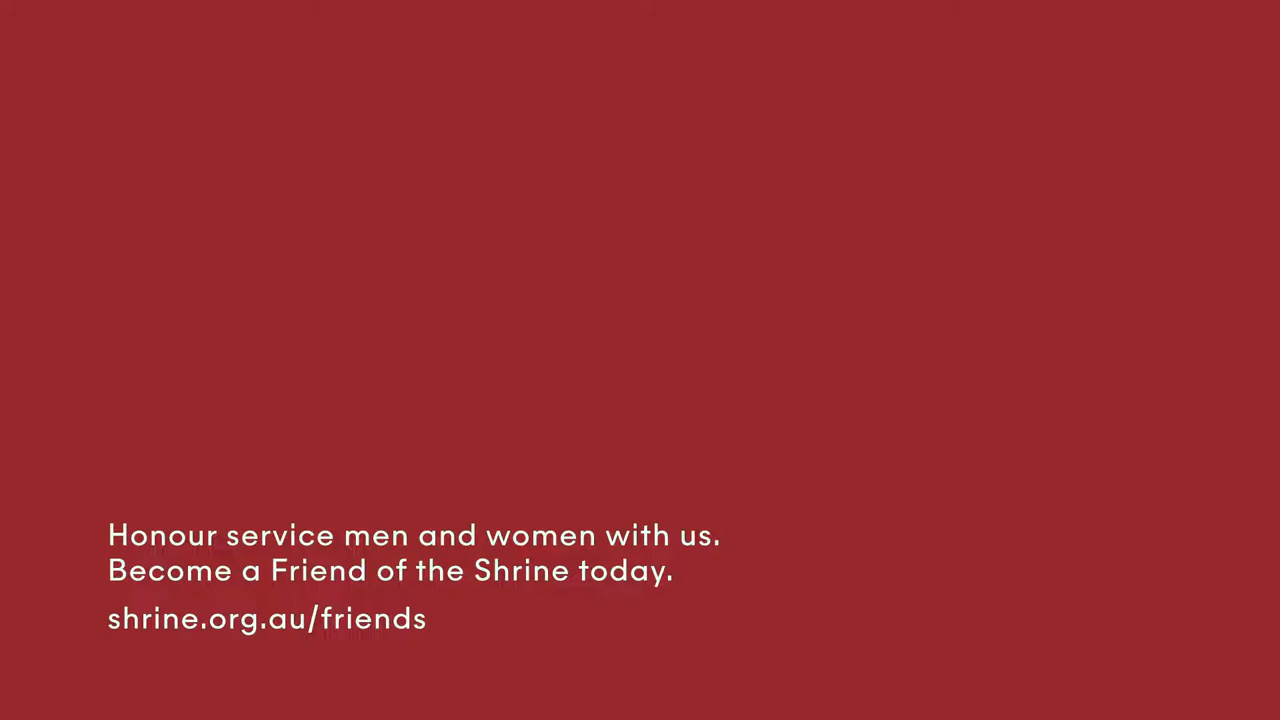 Honour service men and women with us.
Become a Friend of the Shrine today.
shrine.org.au/friends